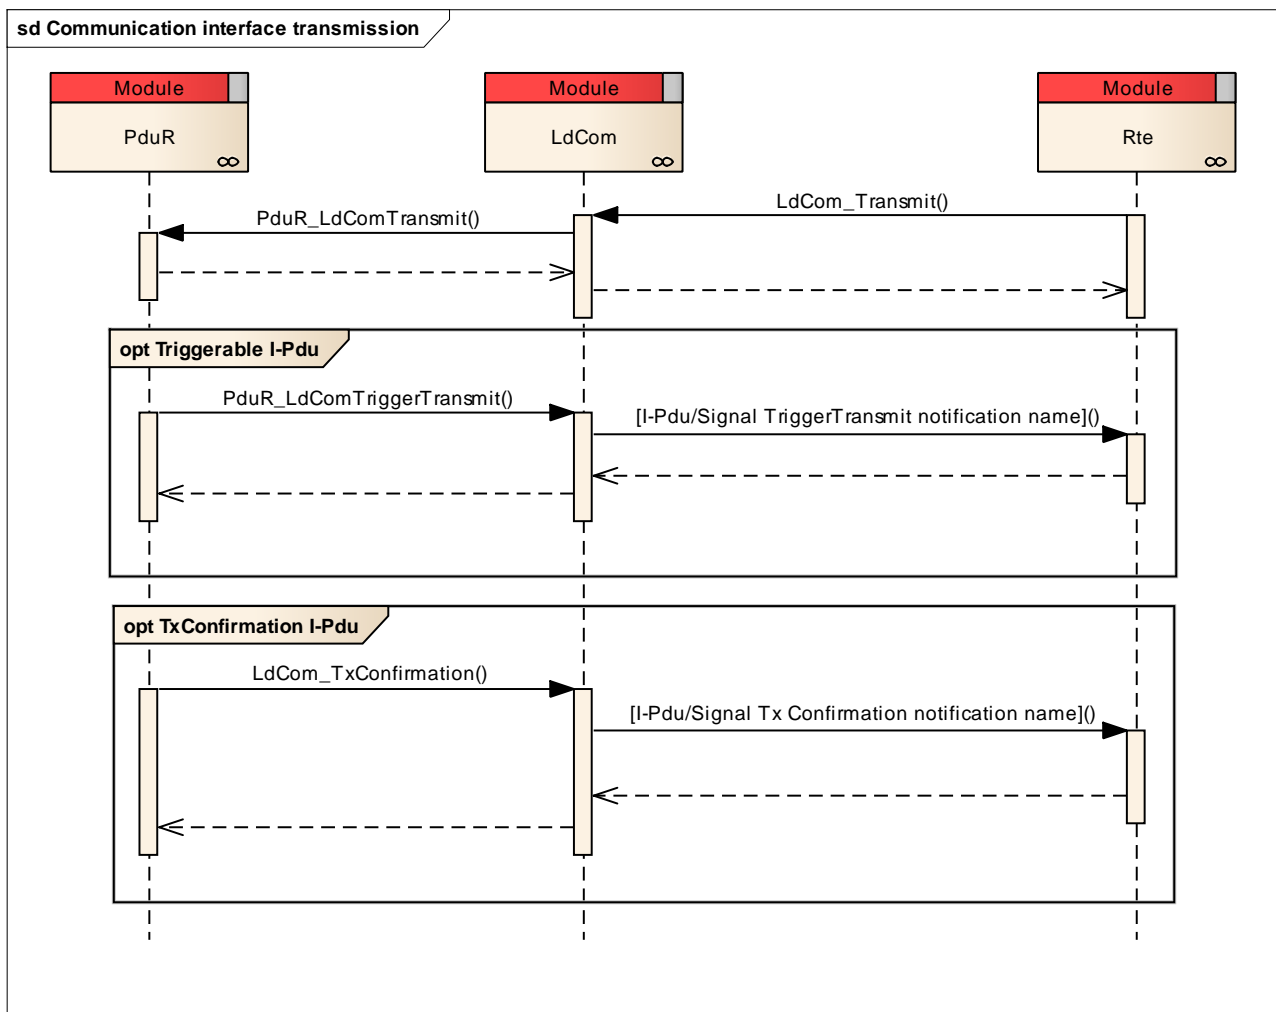 sd Communication interface transmission
Module
Module
Module
PduR
LdCom
Rte
LdCom_Transmit()
PduR_LdComTransmit()
opt Triggerable I-Pdu
PduR_LdComTriggerTransmit()
[I-Pdu/Signal TriggerTransmit notification name]()
opt TxConfirmation I-Pdu
LdCom_TxConfirmation()
[I-Pdu/Signal Tx Confirmation notification name]()